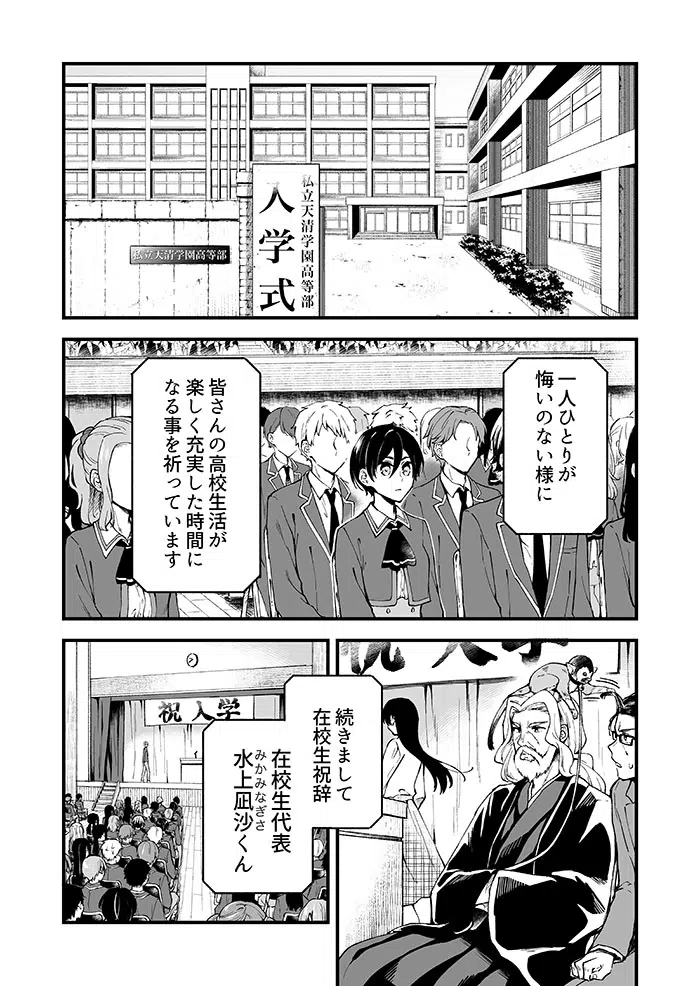 私立天清学園高等部
入学式
私立天清学園高等部
一人ひとりが
悔いのない様に
皆さんの高校生活が
楽しく充実した時間に
なる事を祈っています
続きまして
在校生祝辞
在校生代表
水上凪沙くん
みかみなぎさ
祝入学